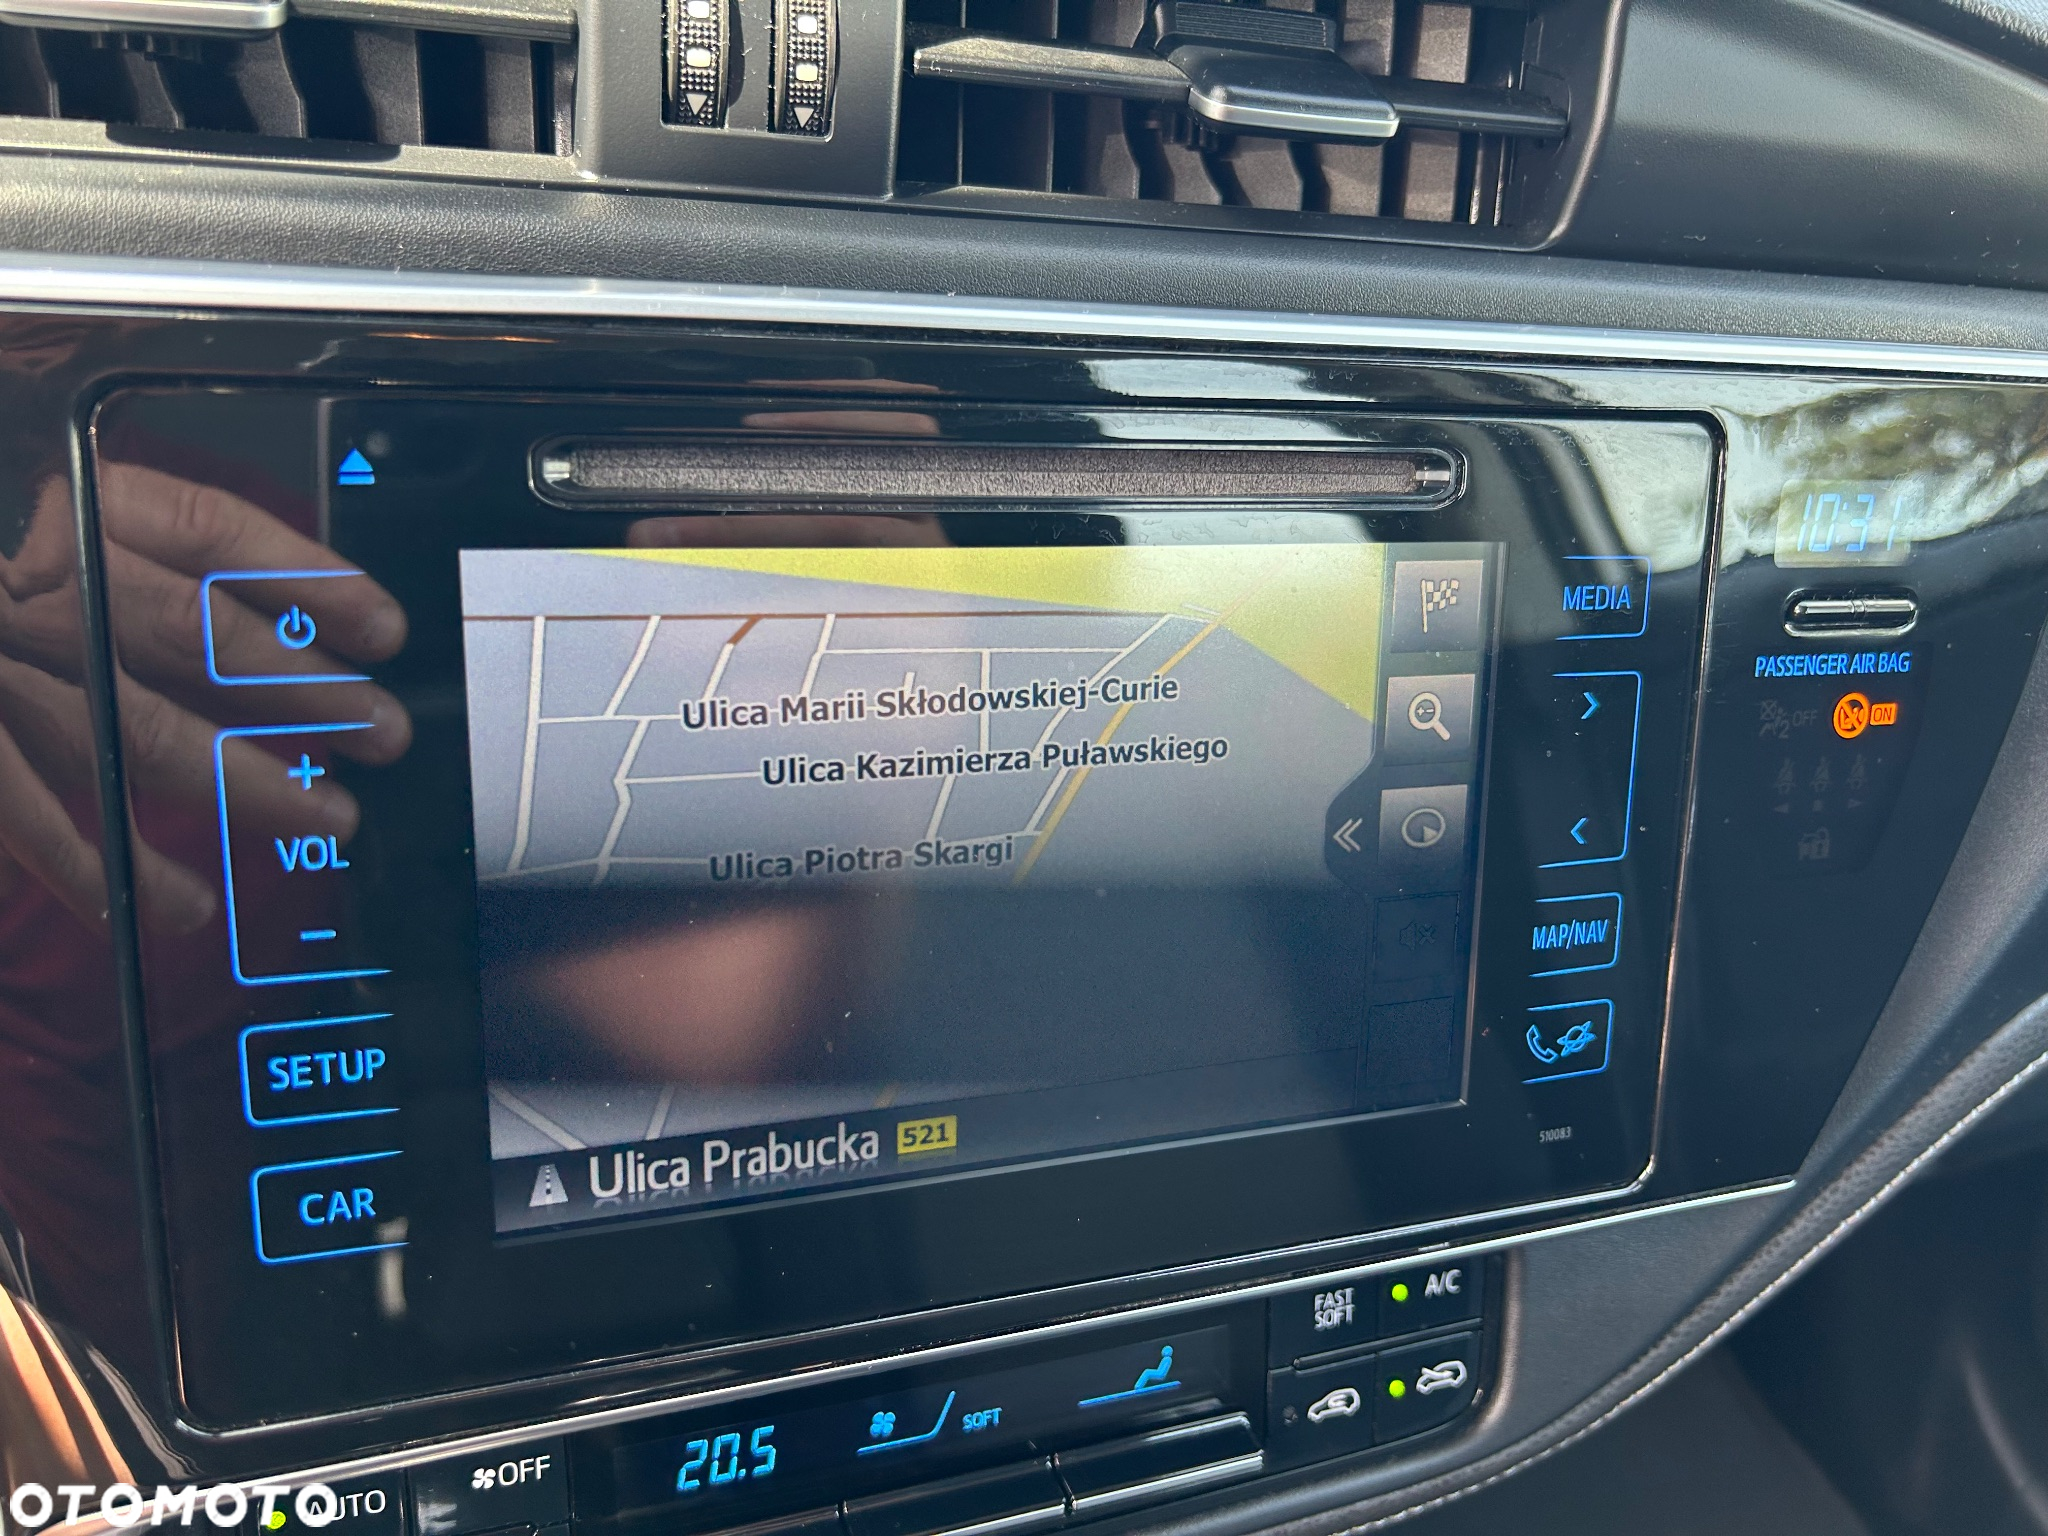 10:31
MEDIA
PASSENGER AIR BAG
OFF
ON
2
VOL
Ulica Marii Skłodowskiej-Curie
Ulica Kazimierza Puławskiego
Ulica Piotra Skargi
MAP/NAV
SETUP
510083
Ulica Prabucka 521
CAR
FAST
SOFT
A/C
20.5
SOFT
OFF
AUTO
OTOMOTO